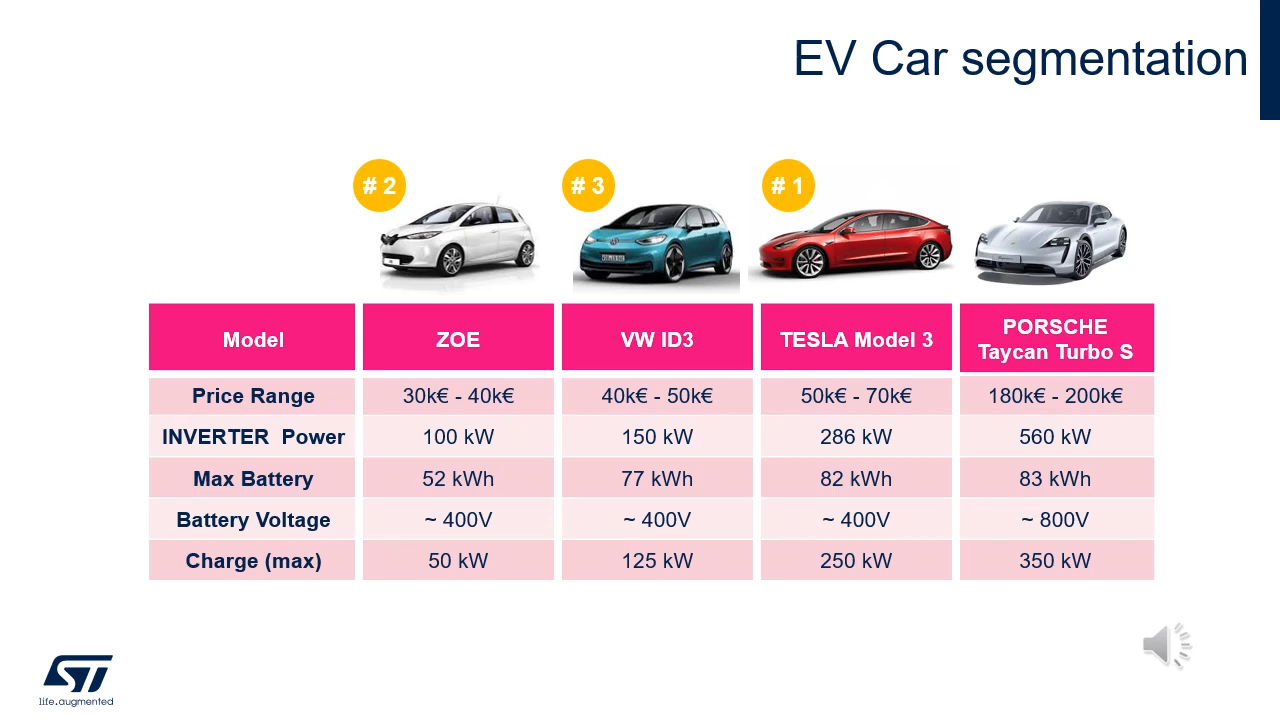 EV Car segmentation
# 2
# 3
# 1
Model ZOE VW ID3 TESLA Model 3 PORSCHE Taycan Turbo S
Price Range 30k€ - 40k€ 40k€ - 50k€ 50k€ - 70k€ 180k€ - 200k€
INVERTER Power 100 kW 150 kW 286 kW 560 kW
Max Battery 52 kWh 77 kWh 82 kWh 83 kWh
Battery Voltage ~ 400V ~ 400V ~ 400V ~ 800V
Charge (max) 50 kW 125 kW 250 kW 350 kW
ST
life.augmented